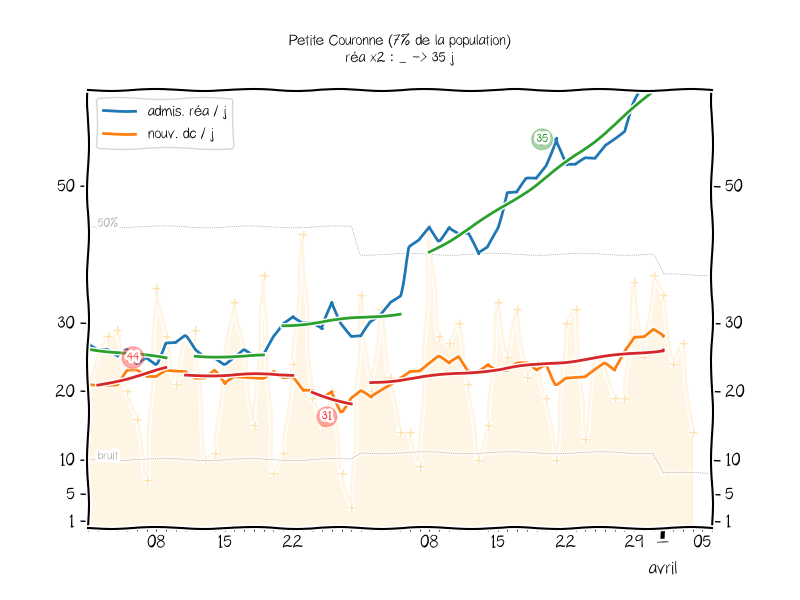 Petite Couronne (7% de la population)
réa x2 : _ -> 35 j
admis. réa / j
nouv. dc / j
35
50 50
50%
30 30
44
20 20
31
bruit
10 10
5 5
1 1
08 15 22 08 15 22 29 05
avril